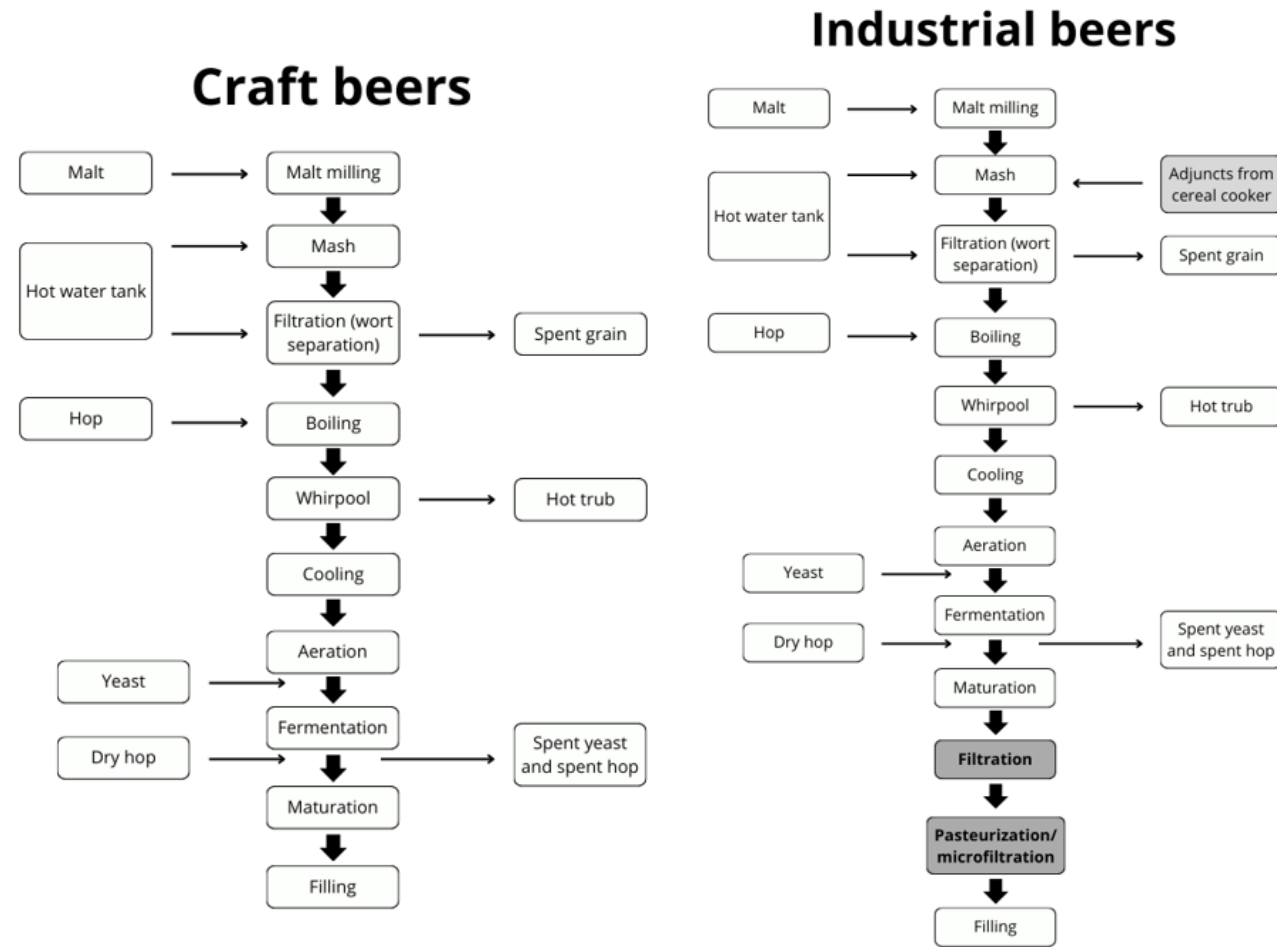 Craft beers
Malt
Malt milling
Mash
Hot water tank
Filtration (wort
separation)
Spent grain
Hop
Boiling
Whirpool
Hot trub
Cooling
Aeration
Yeast
Fermentation
Dry hop
Spent yeast
and spent hop
Maturation
Filling
Industrial beers
Malt
Malt milling
Mash
Adjuncts from
cereal cooker
Hot water tank
Filtration (wort
separation)
Spent grain
Hop
Boiling
Whirpool
Hot trub
Cooling
Aeration
Yeast
Fermentation
Dry hop
Spent yeast
and spent hop
Maturation
Filtration
Pasteurization/
microfiltration
Filling